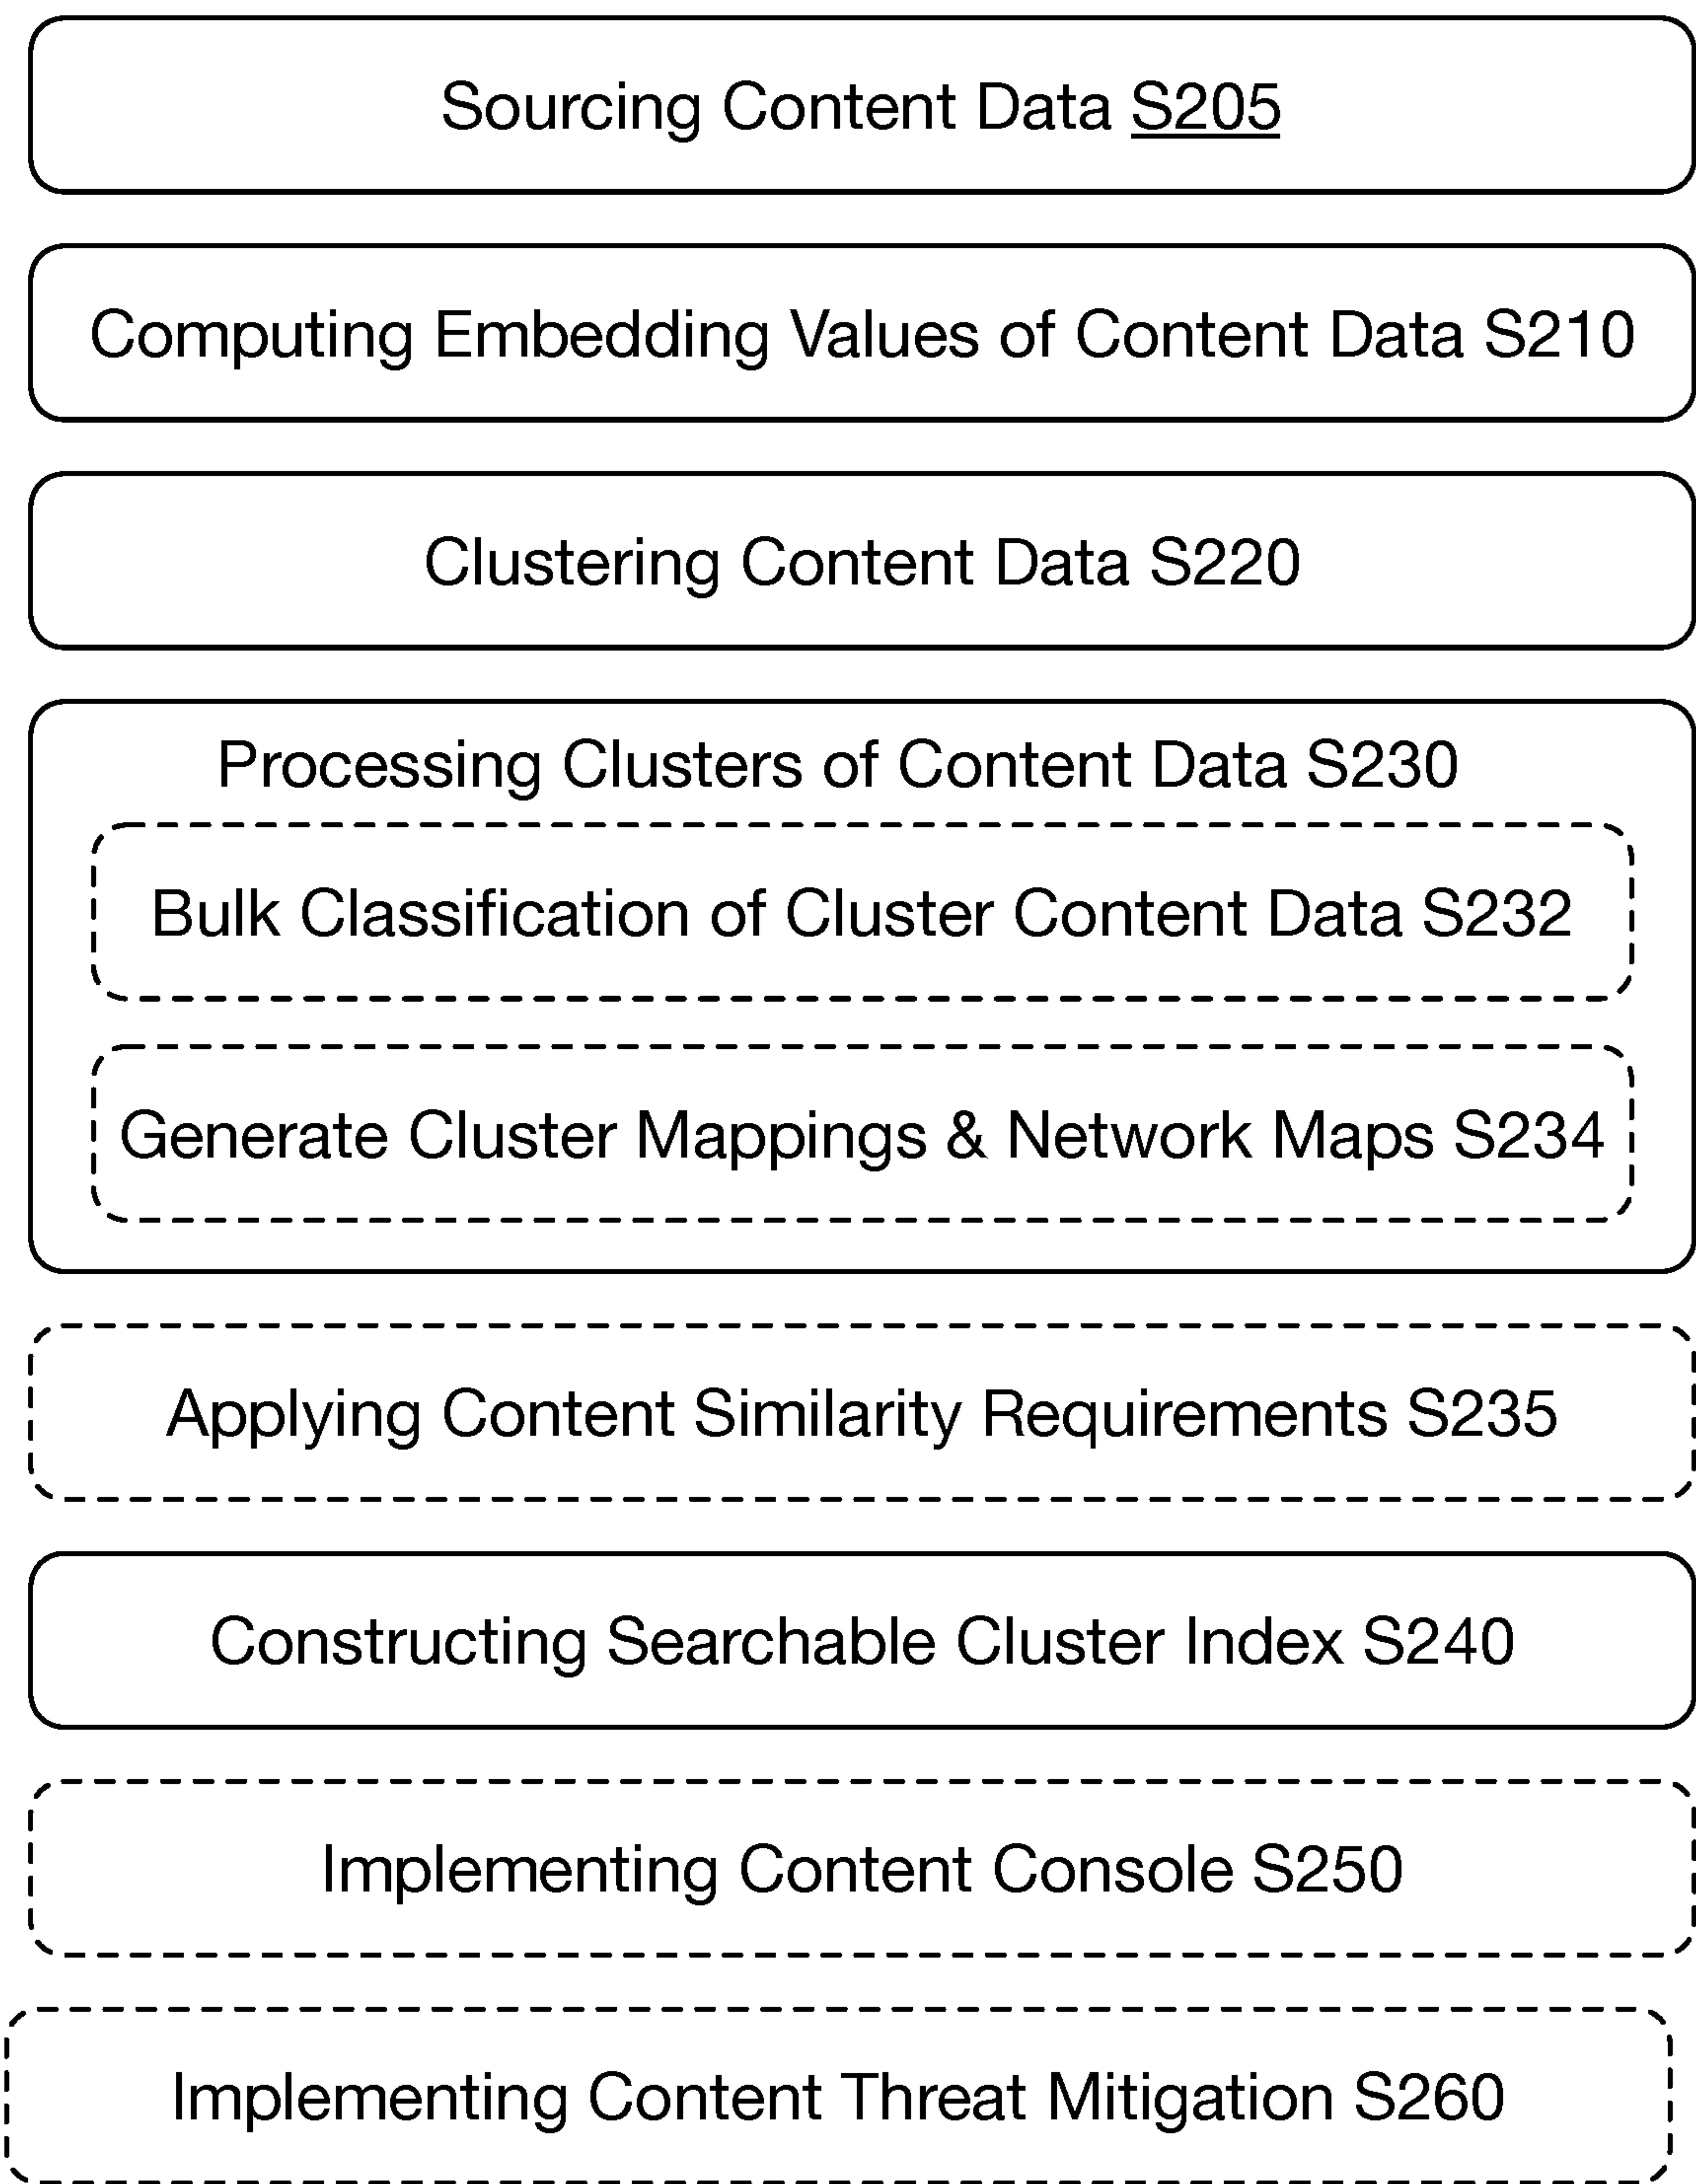 Sourcing Content Data S205
Computing Embedding Values of Content Data S210
Clustering Content Data S220
Processing Clusters of Content Data S230
Bulk Classification of Cluster Content Data S232
Generate Cluster Mappings & Network Maps S234
Applying Content Similarity Requirements S235
Constructing Searchable Cluster Index S240
Implementing Content Console S250
Implementing Content Threat Mitigation S260